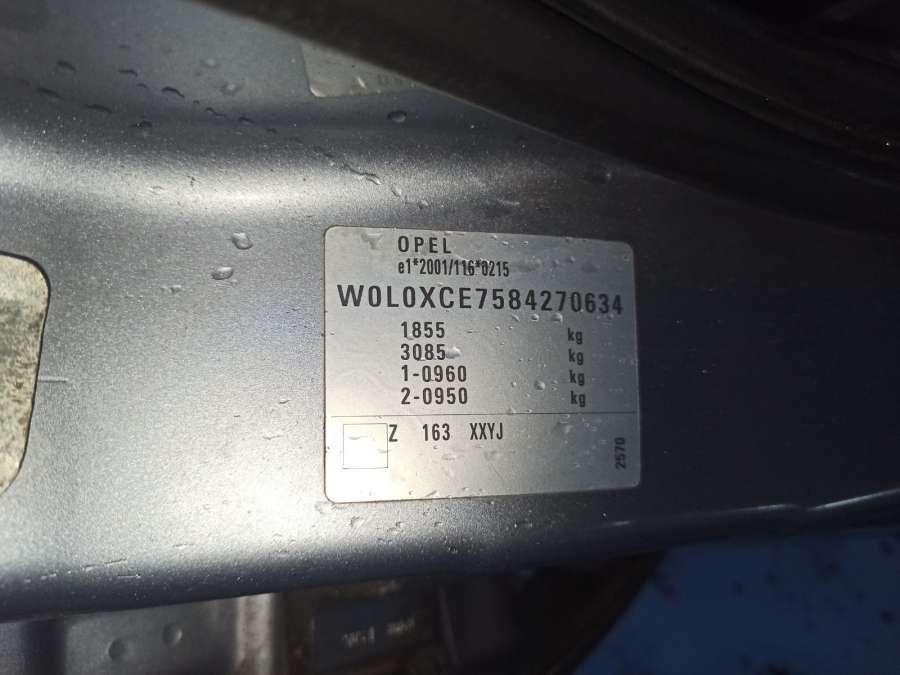 OPEL
e1*2001/116*0215
W0L0XCE7584270634
1855 kg
3085 kg
1-0960 kg
2-0950 kg
Z 163 XXYJ
2570